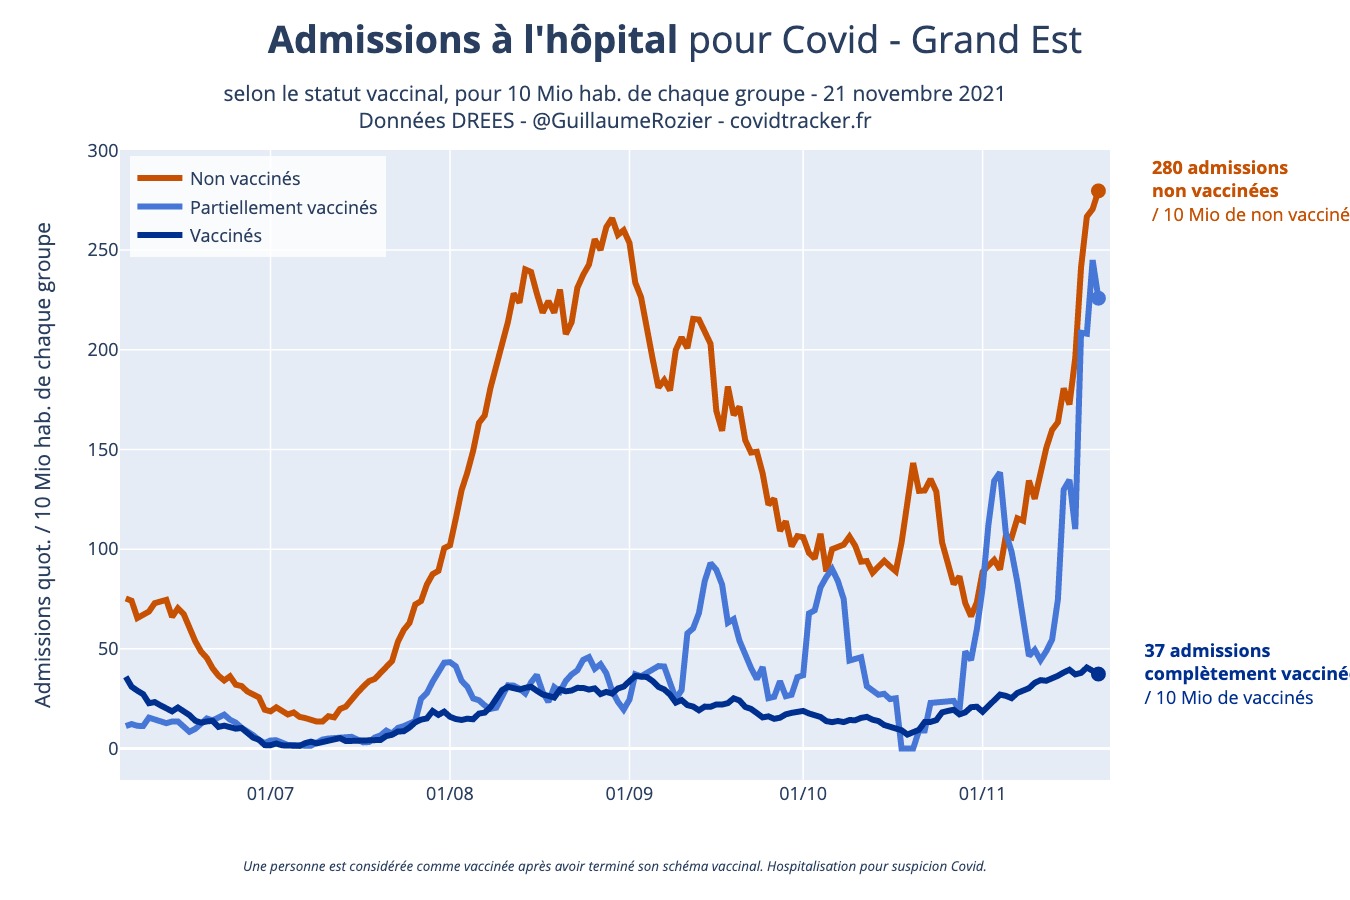 Admissions à l'hôpital pour Covid - Grand Est
selon le statut vaccinal, pour 10 Mio hab. de chaque groupe - 21 novembre 2021
Données DREES - @GuillaumeRozier - covidtracker.fr
Admissions quot. / 10 Mio hab. de chaque groupe
300
250
200
150
100
50
0
Non vaccinés
Partiellement vaccinés
Vaccinés
280 admissions
non vaccinées
/ 10 Mio de non vacciné
37 admissions
complètement vacciné
/ 10 Mio de vaccinés
01/07
01/08
01/09
01/10
01/11
Une personne est considérée comme vaccinée après avoir terminé son schéma vaccinal. Hospitalisation pour suspicion Covid.